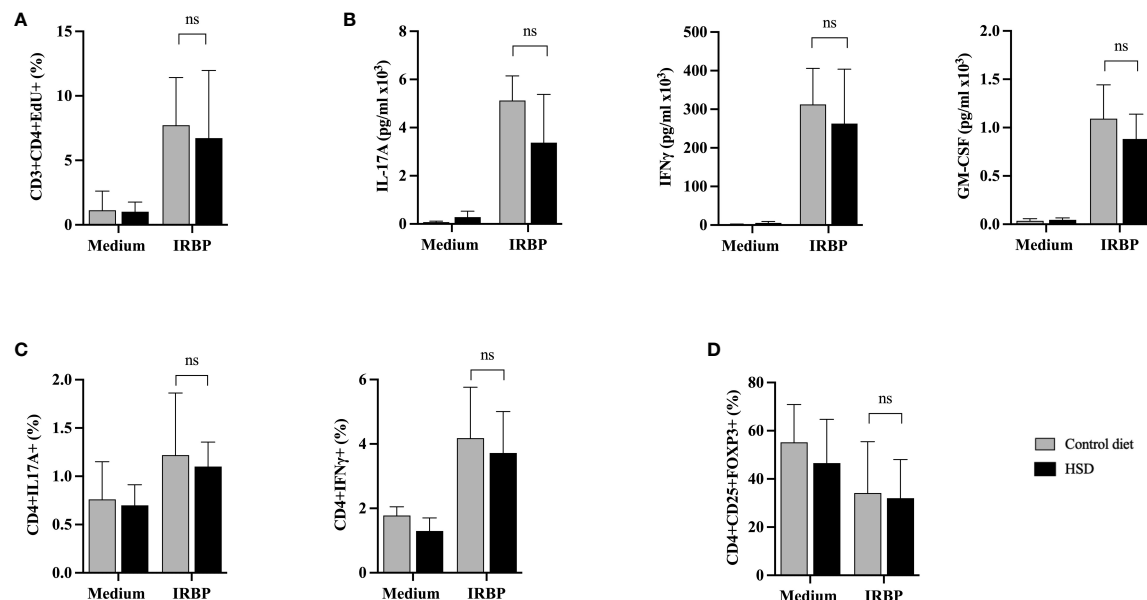 A
CD3+CD4+EdU+ (%)
15
10
5
0
ns
Medium
IRBP
B
IL-17A (pg/ml x10³)
8
6
4
2
0
ns
Medium
IRBP
IFNγ (pg/ml x10³)
500
400
300
200
100
0
ns
Medium
IRBP
GM-CSF (pg/ml x10³)
2.0
1.5
1.0
0.5
0.0
ns
Medium
IRBP
C
CD4+IL17A+ (%)
2.0
1.5
1.0
0.5
0.0
ns
Medium
IRBP
CD4+IFNγ+ (%)
6
4
2
0
ns
Medium
IRBP
D
CD4+CD25+FOXP3+ (%)
80
60
40
20
0
ns
Medium
IRBP
Control diet
HSD